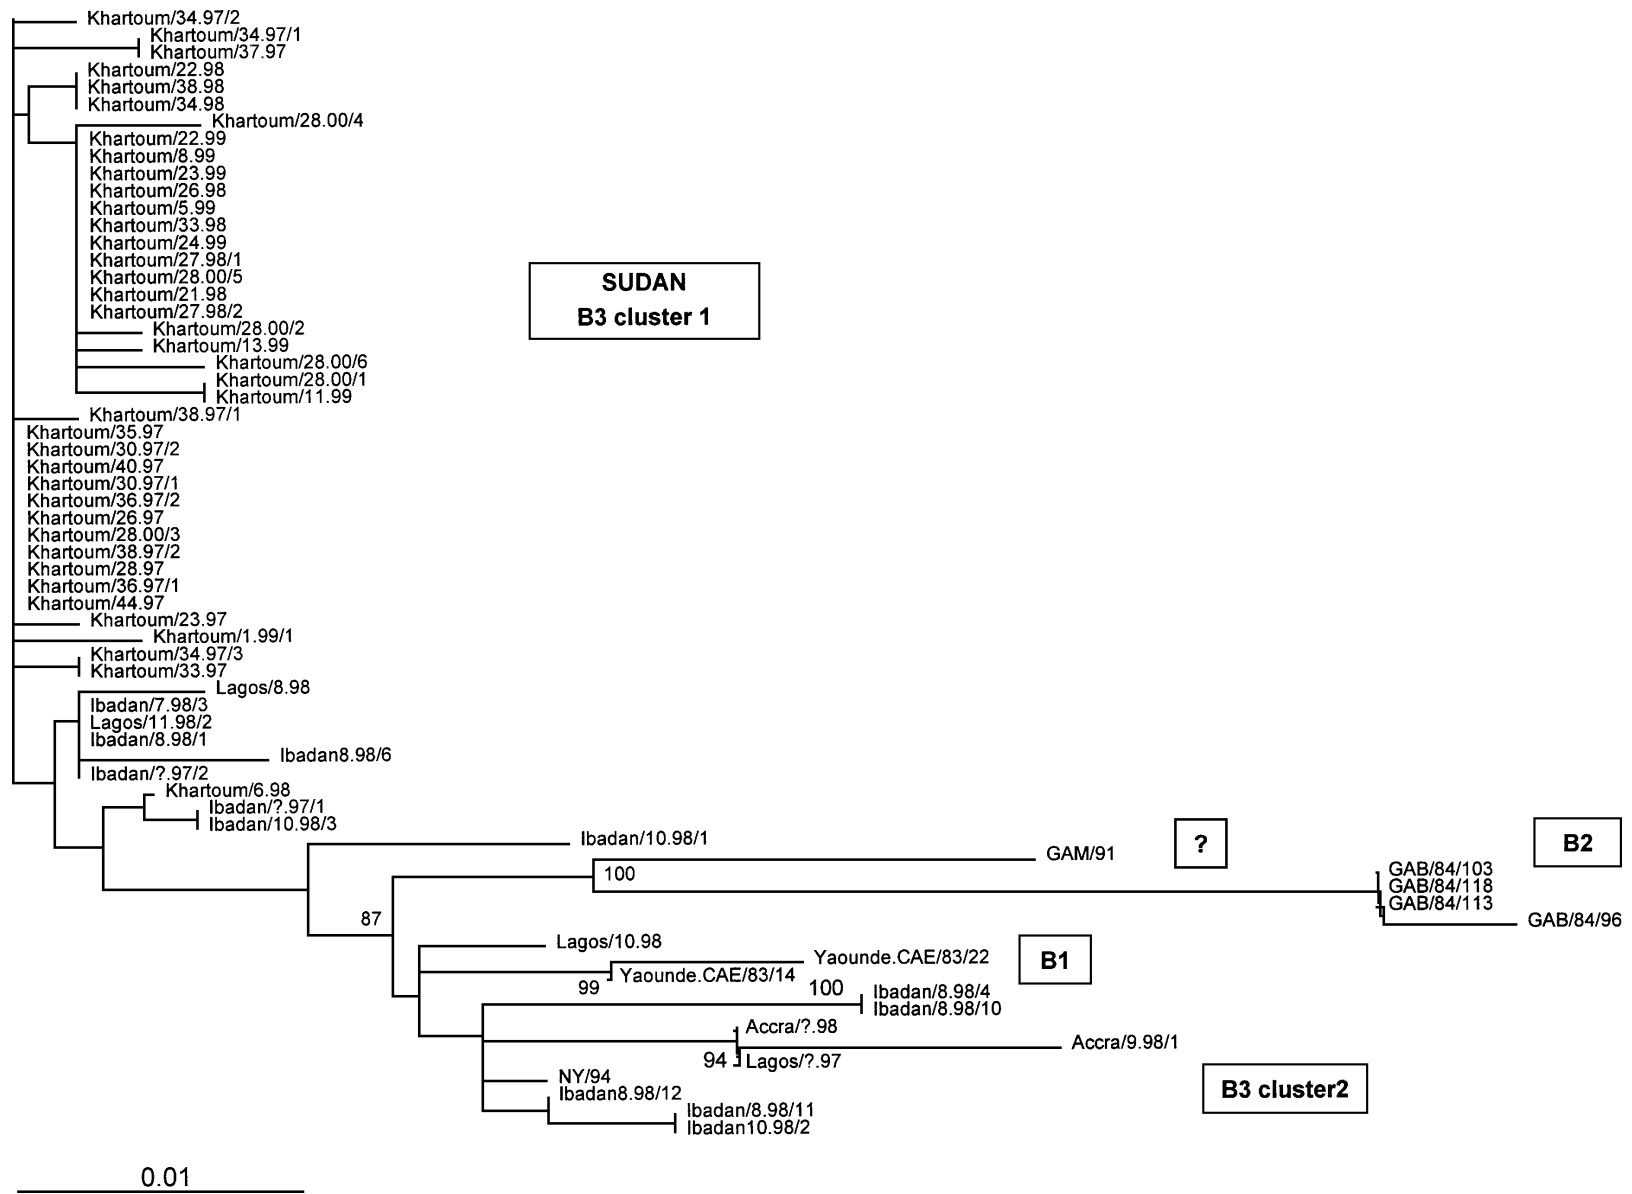 Khartoum/34.97/2
Khartoum/34.97/1
Khartoum/37.97
Khartoum/22.98
Khartoum/38.98
Khartoum/34.98
Khartoum/28.00/4
Khartoum/22.99
Khartoum/8.99
Khartoum/23.99
Khartoum/26.98
Khartoum/5.99
Khartoum/33.98
Khartoum/24.99
Khartoum/27.98/1
Khartoum/28.00/5
Khartoum/21.98
Khartoum/27.98/2
SUDAN
B3 cluster 1
Khartoum/28.00/2
Khartoum/13.99
Khartoum/28.00/6
Khartoum/28.00/1
Khartoum/11.99
Khartoum/38.97/1
Khartoum/35.97
Khartoum/30.97/2
Khartoum/40.97
Khartoum/30.97/1
Khartoum/36.97/2
Khartoum/26.97
Khartoum/28.00/3
Khartoum/38.97/2
Khartoum/28.97
Khartoum/36.97/1
Khartoum/44.97
Khartoum/23.97
Khartoum/1.99/1
Khartoum/34.97/3
Khartoum/33.97
Lagos/8.98
Ibadan/7.98/3
Lagos/11.98/2
Ibadan/8.98/1
Ibadan8.98/6
Ibadan/?.97/2
Khartoum/6.98
Ibadan/?.97/1
Ibadan/10.98/3
Ibadan/10.98/1
GAM/91
?
B2
100
GAB/84/103
GAB/84/118
GAB/84/113
GAB/84/96
87
Lagos/10.98
Yaounde.CAE/83/22
B1
Yaounde.CAE/83/14
99
100
Ibadan/8.98/4
Ibadan/8.98/10
Accra/?.98
Accra/9.98/1
94
Lagos/?.97
NY/94
Ibadan8.98/12
B3 cluster2
Ibadan/8.98/11
Ibadan10.98/2
0.01